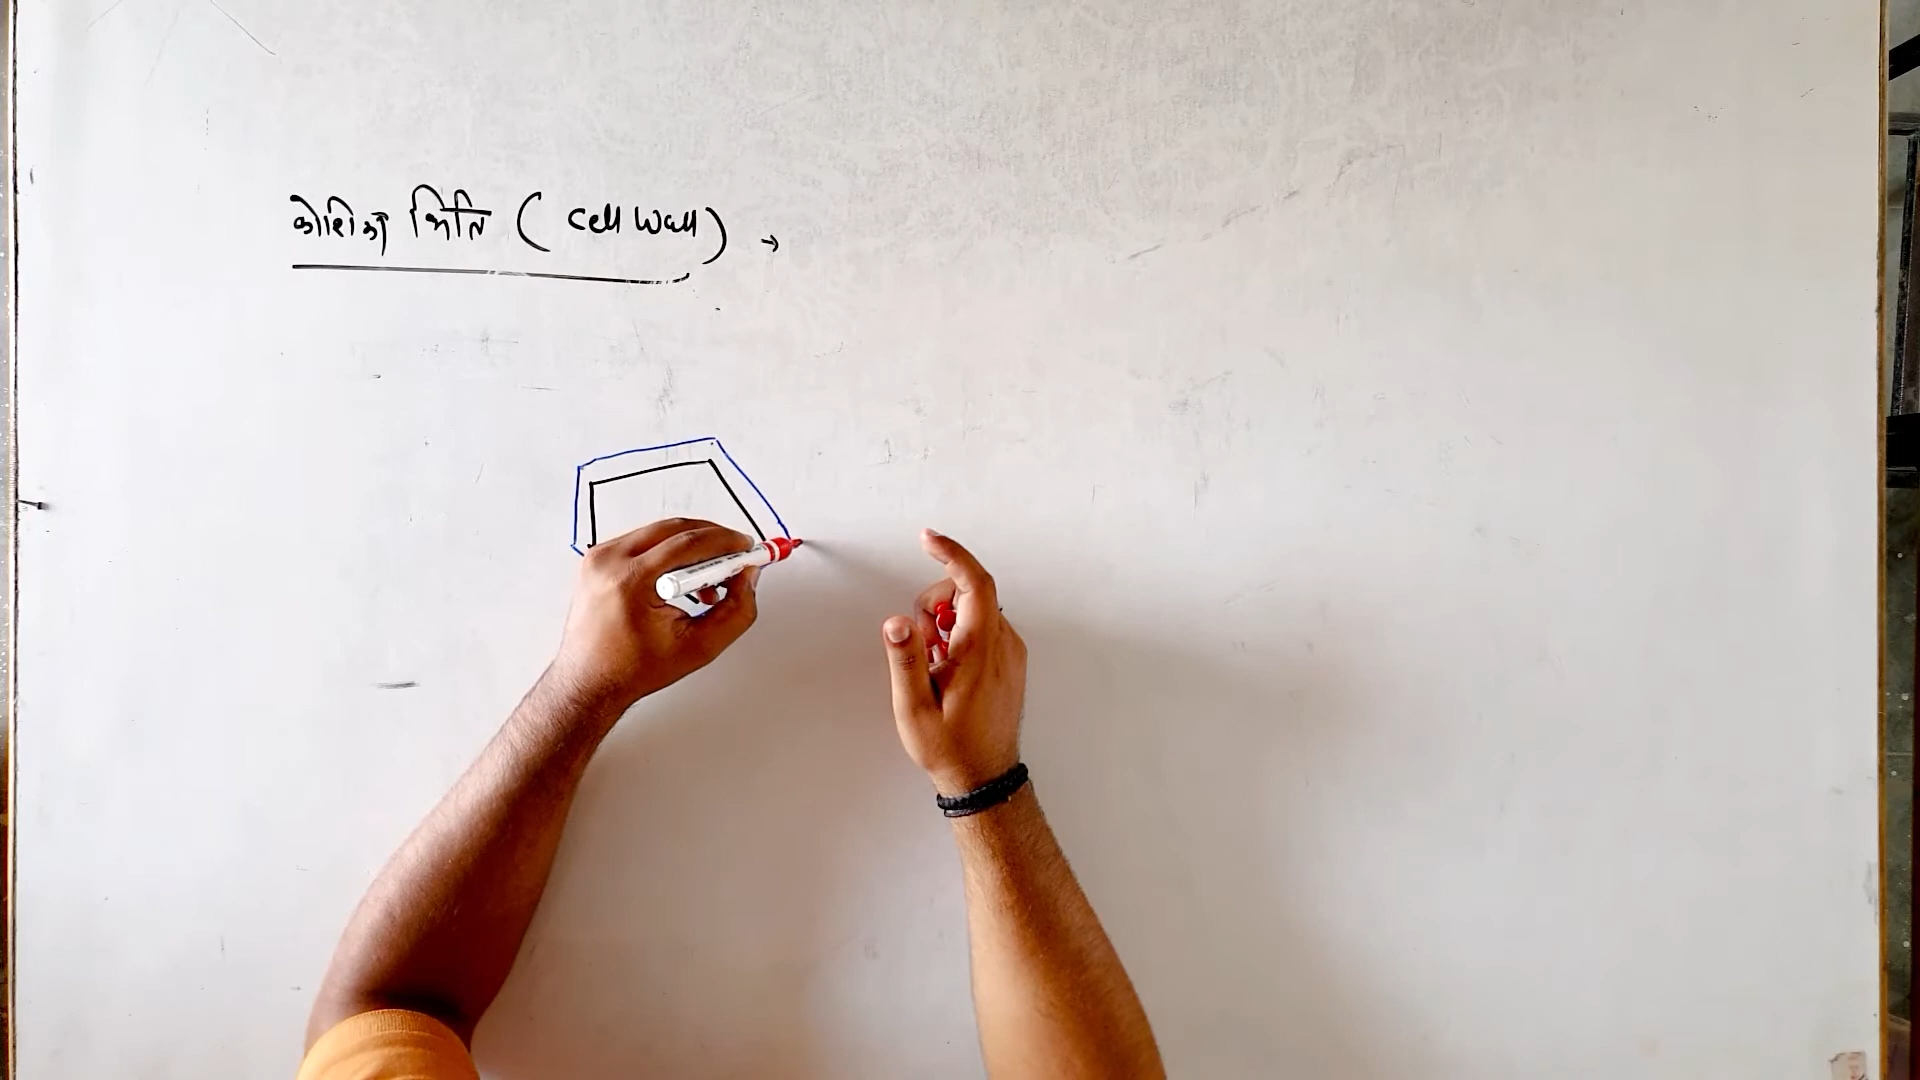 कोशिका भित्ति ( Cell Wall ) →